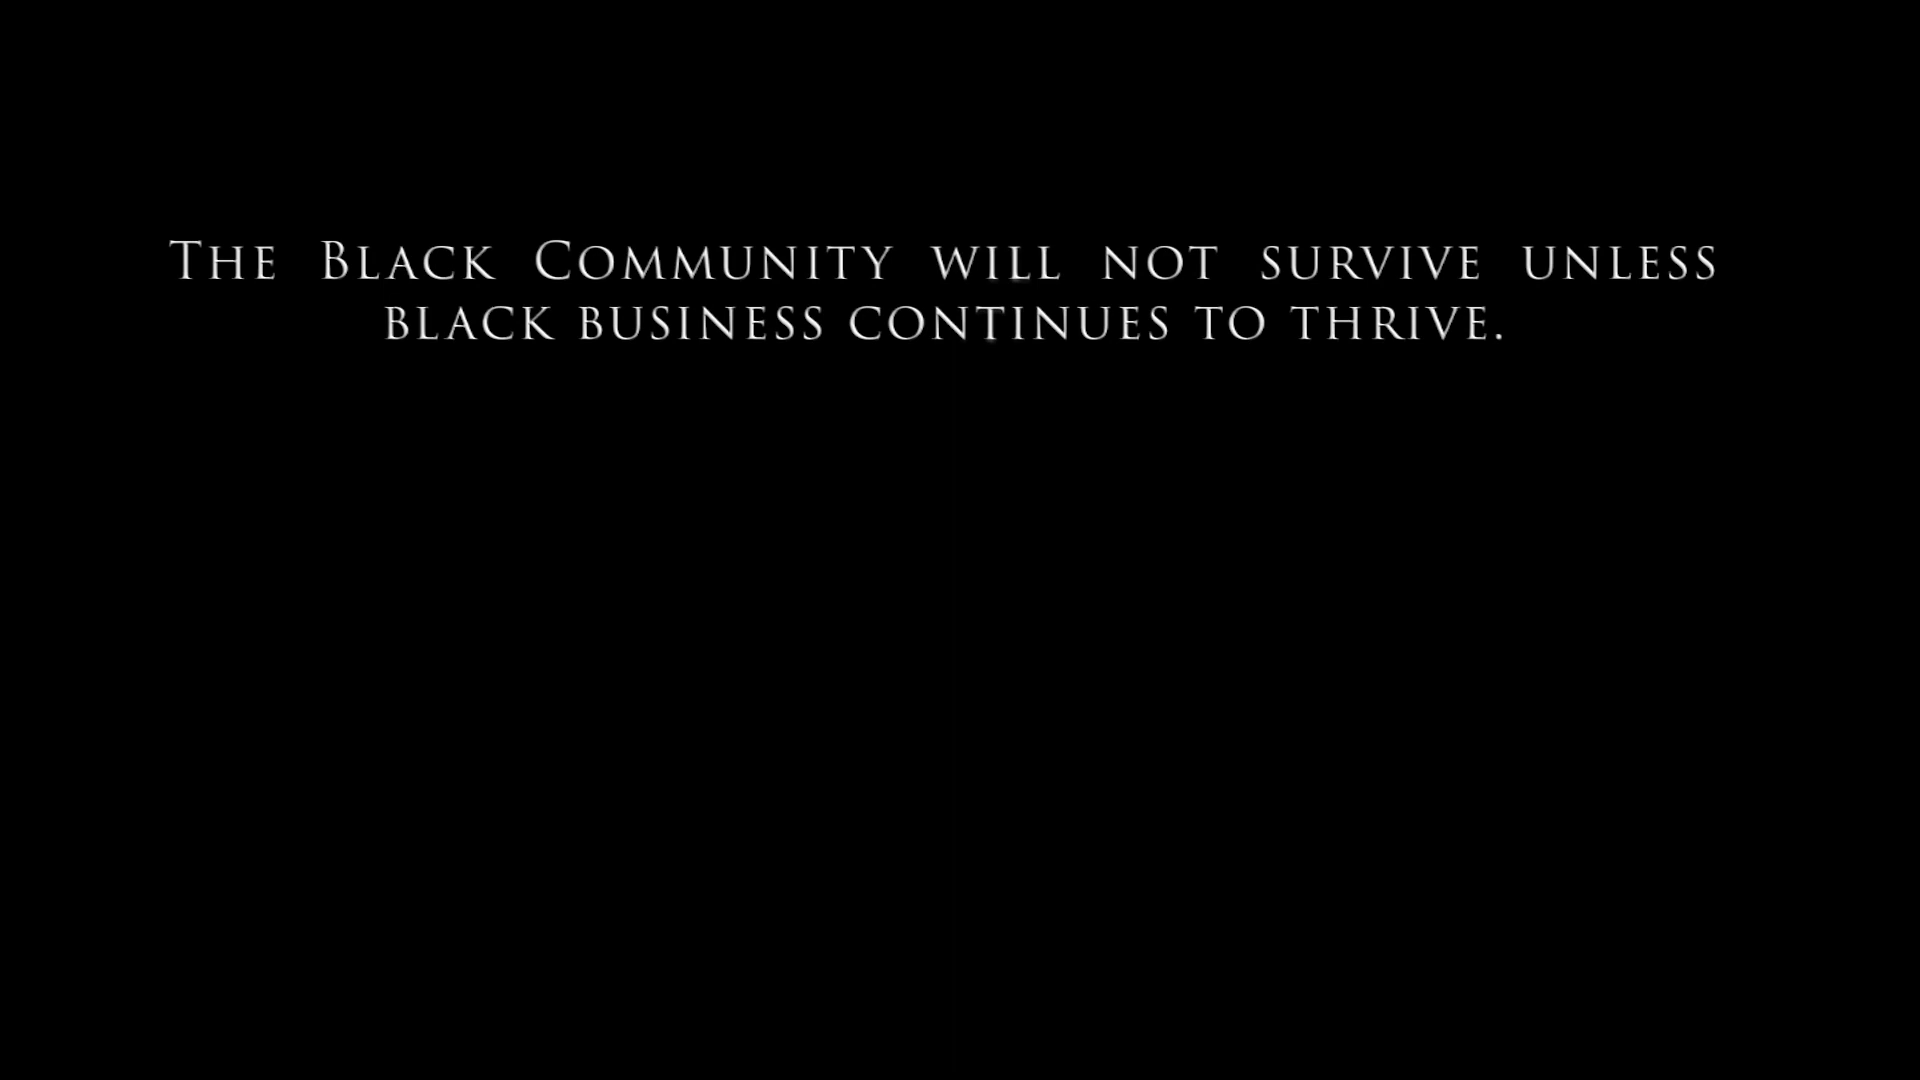 The Black Community will not survive unless
black business continues to thrive.